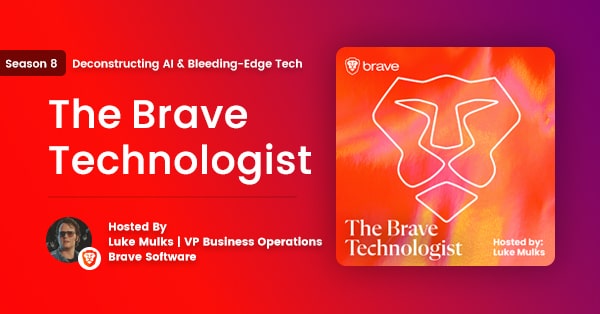 Season 8
Deconstructing AI & Bleeding-Edge Tech
The Brave
Technologist
Hosted By
Luke Mulks | VP Business Operations
Brave Software
brave
The Brave
Technologist
Hosted by:
Luke Mulks